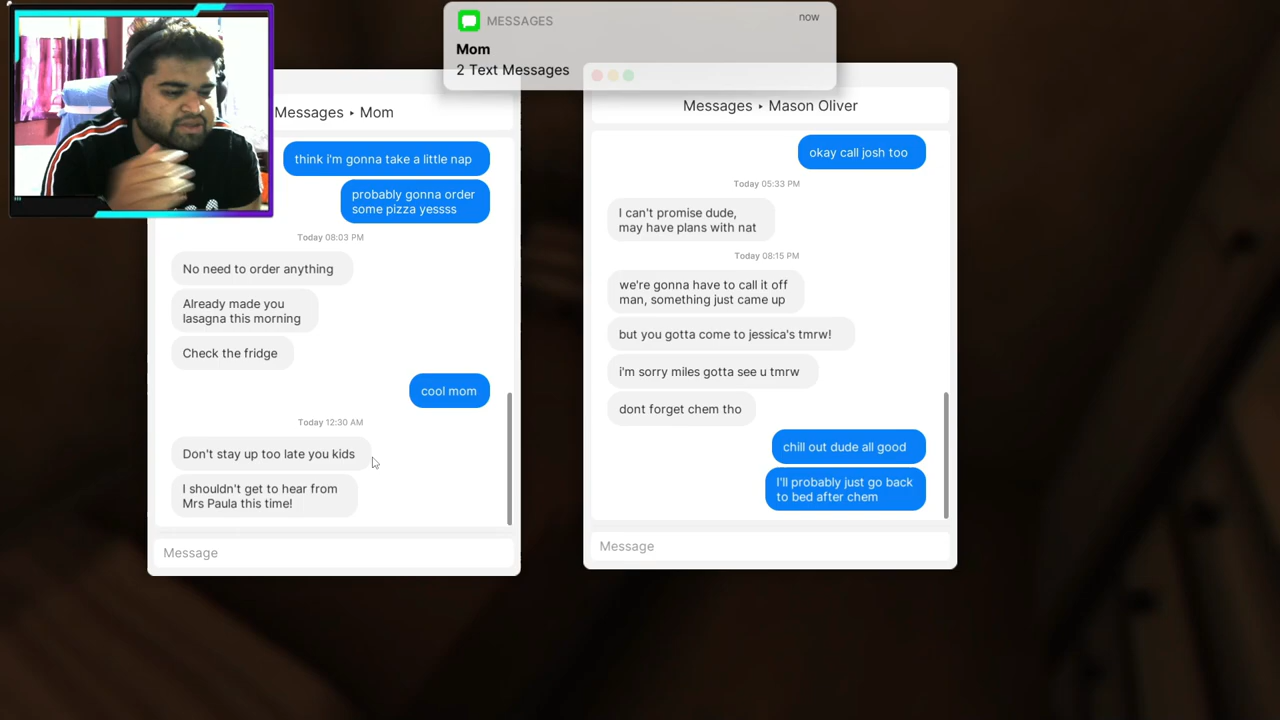 MESSAGES
now
Mom
2 Text Messages
Messages ‣ Mom
think i'm gonna take a little nap
probably gonna order
some pizza yessss
Today 08:03 PM
No need to order anything
Already made you
lasagna this morning
Check the fridge
cool mom
Today 12:30 AM
Don't stay up too late you kids
I shouldn't get to hear from
Mrs Paula this time!
Message
Messages ‣ Mason Oliver
okay call josh too
Today 05:33 PM
I can't promise dude,
may have plans with nat
Today 08:15 PM
we're gonna have to call it off
man, something just came up
but you gotta come to jessica's tmrw!
i'm sorry miles gotta see u tmrw
dont forget chem tho
chill out dude all good
I'll probably just go back
to bed after chem
Message